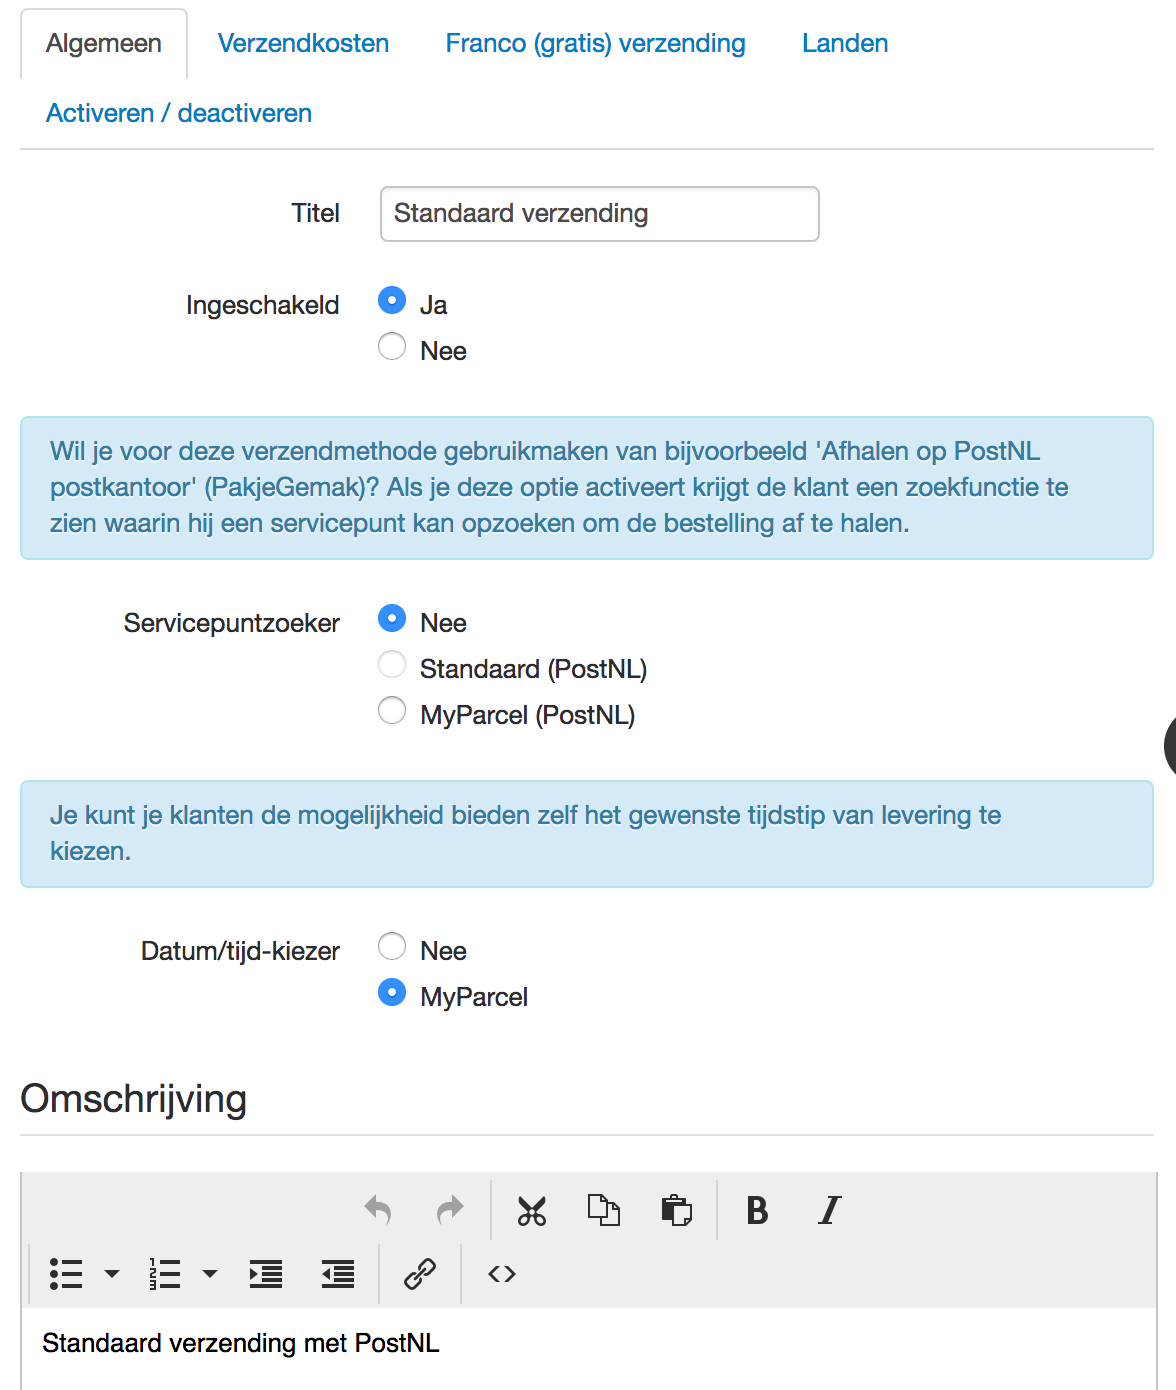 Algemeen
Verzendkosten
Franco (gratis) verzending
Landen
Activeren / deactiveren
Titel
Standaard verzending
Ingeschakeld
Ja
Nee
Wil je voor deze verzendmethode gebruikmaken van bijvoorbeeld 'Afhalen op PostNL
postkantoor' (PakjeGemak)? Als je deze optie activeert krijgt de klant een zoekfunctie te
zien waarin hij een servicepunt kan opzoeken om de bestelling af te halen.
Servicepuntzoeker
Nee
Standaard (PostNL)
MyParcel (PostNL)
Je kunt je klanten de mogelijkheid bieden zelf het gewenste tijdstip van levering te
kiezen.
Datum/tijd-kiezer
Nee
MyParcel
Omschrijving
B I
Standaard verzending met PostNL